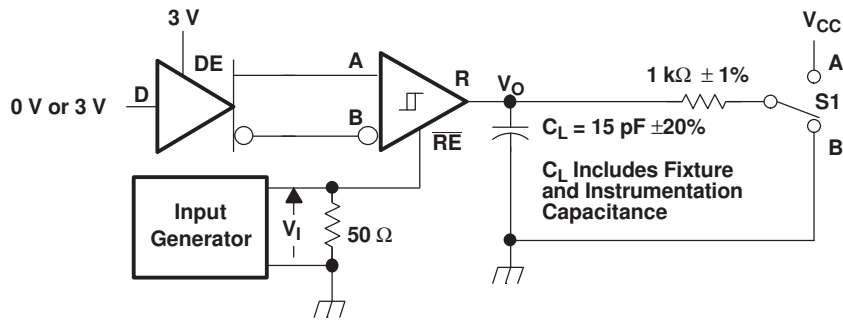 3 V
DE
0 V or 3 V
D
A
B
R
R̅E̅
V_O
1 kΩ ± 1%
V_CC
A
S1
B
C_L = 15 pF ±20%
C_L Includes Fixture
and Instrumentation
Capacitance
Input
Generator
V_I
50 Ω